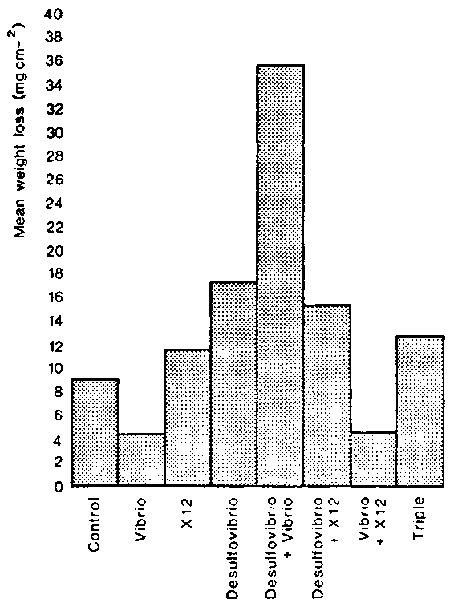 Mean weight loss (mg cm-2)
40
38
36
34
32
30
28
26
24
22
20
18
16
14
12
10
8
6
4
2
0
Control
Vibrio
X12
Desulfovibrio
Desulfovibrio
+ Vibrio
Desulfovibrio
+ X12
Vibrio
+ X12
Triple